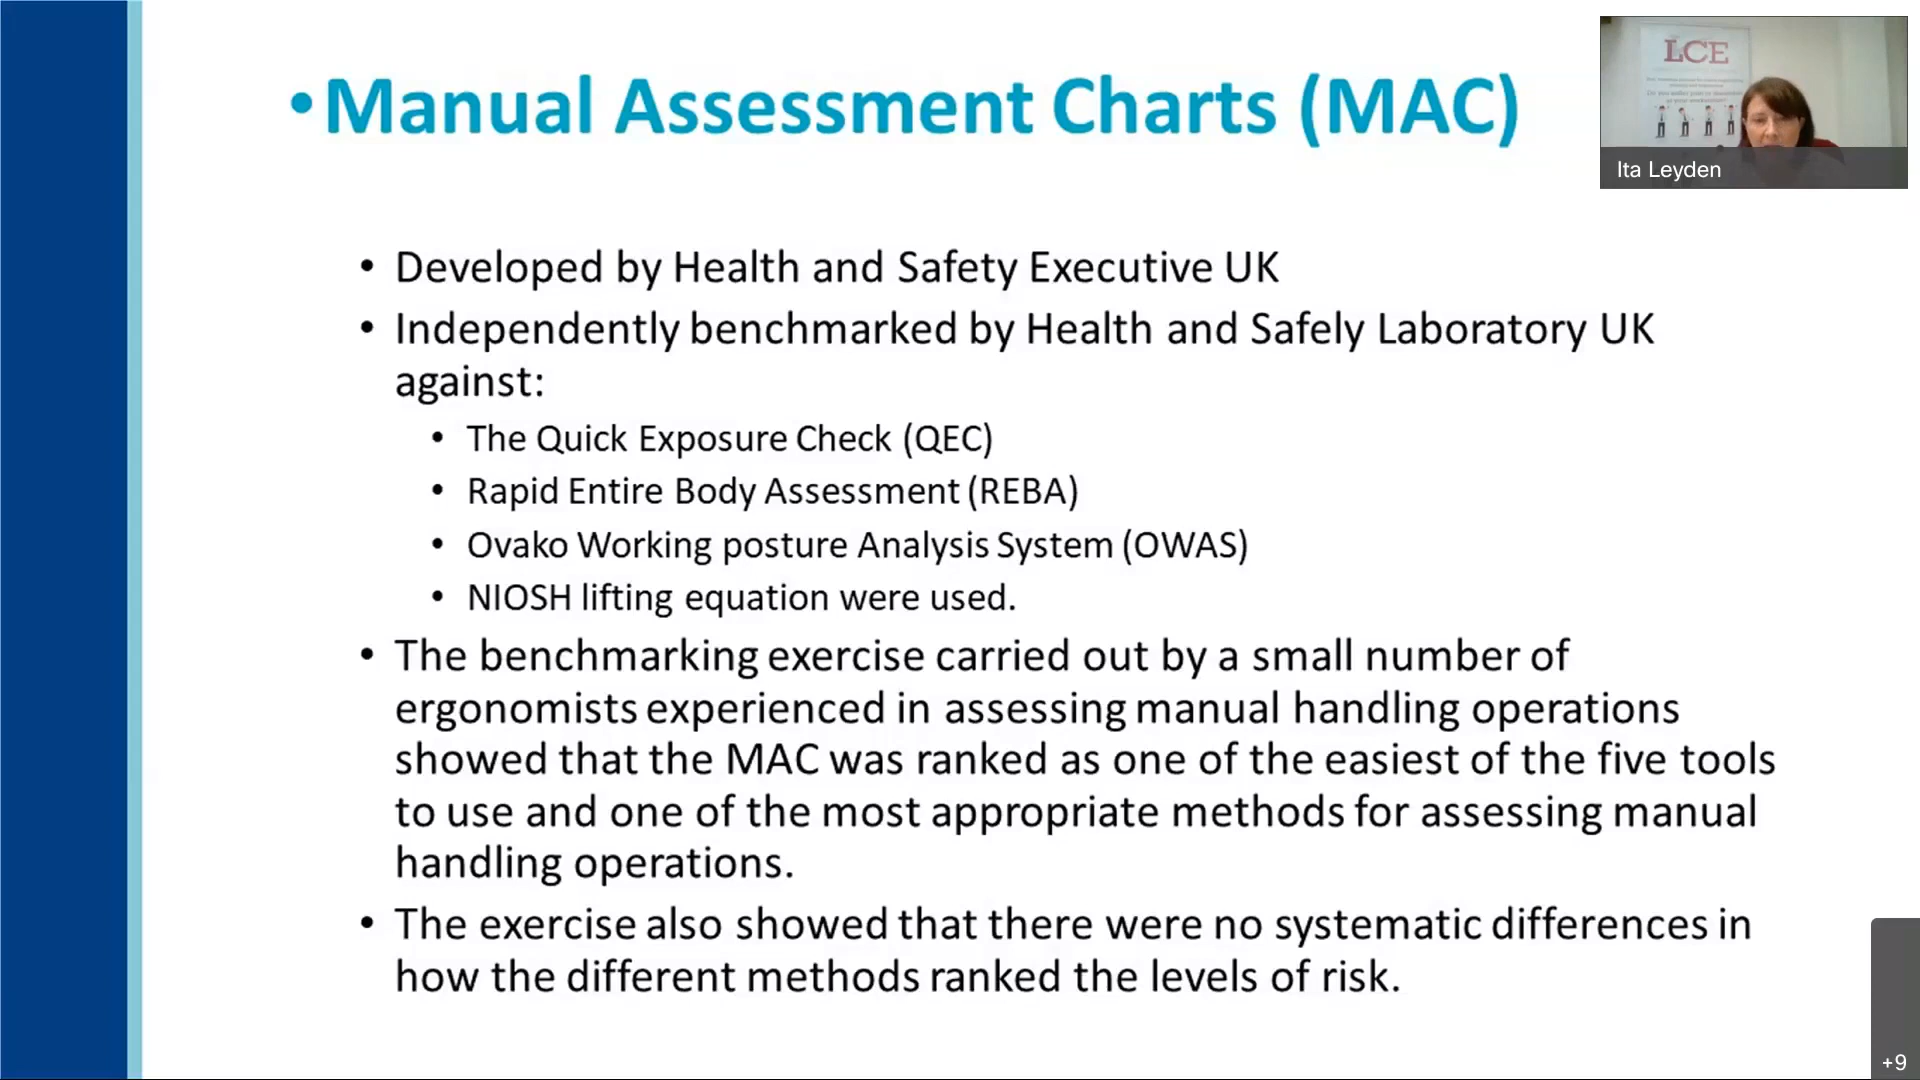 • Manual Assessment Charts (MAC)
LCE
Ita Leyden
• Developed by Health and Safety Executive UK
• Independently benchmarked by Health and Safely Laboratory UK
against:
• The Quick Exposure Check (QEC)
• Rapid Entire Body Assessment (REBA)
• Ovako Working posture Analysis System (OWAS)
• NIOSH lifting equation were used.
• The benchmarking exercise carried out by a small number of
ergonomists experienced in assessing manual handling operations
showed that the MAC was ranked as one of the easiest of the five tools
to use and one of the most appropriate methods for assessing manual
handling operations.
• The exercise also showed that there were no systematic differences in
how the different methods ranked the levels of risk.
+9